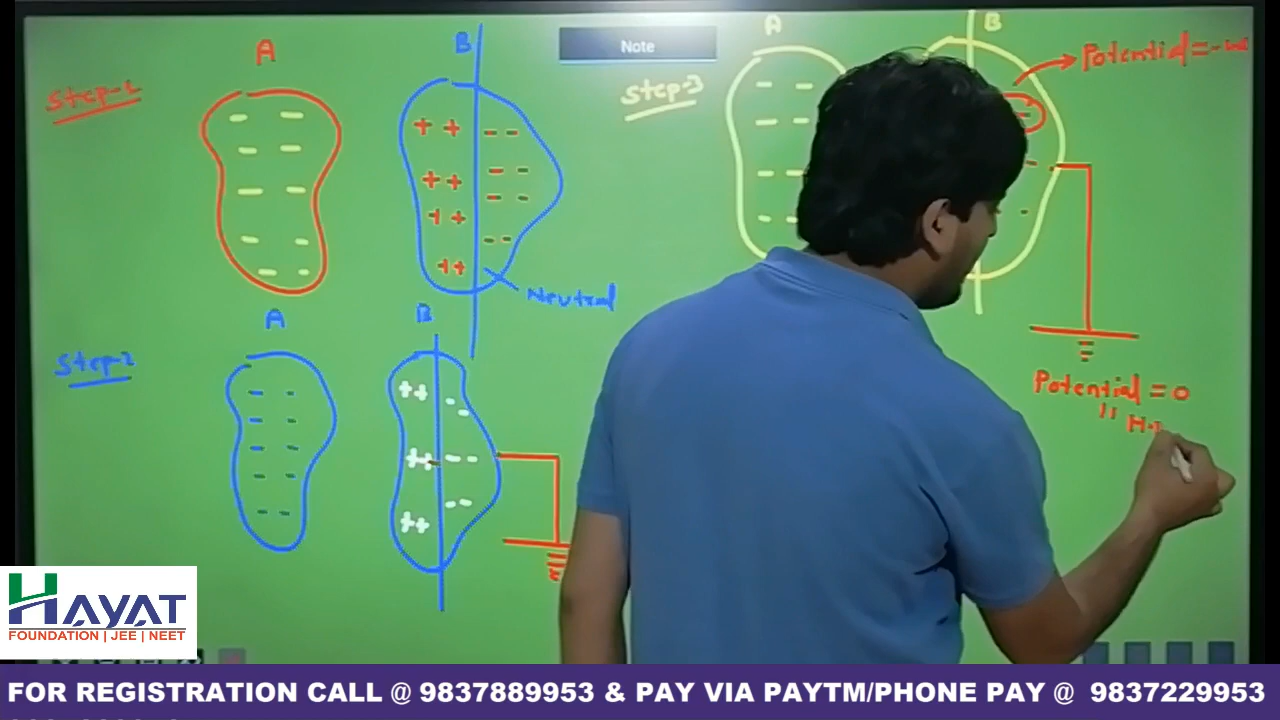 Note
A
B
A
B
Step-1
Step-3
Potential = -
Neutral
A
B
Step-2
Potential = 0
" H
HAYAT
FOUNDATION | JEE | NEET
FOR REGISTRATION CALL @ 9837889953 & PAY VIA PAYTM/PHONE PAY @ 9837229953